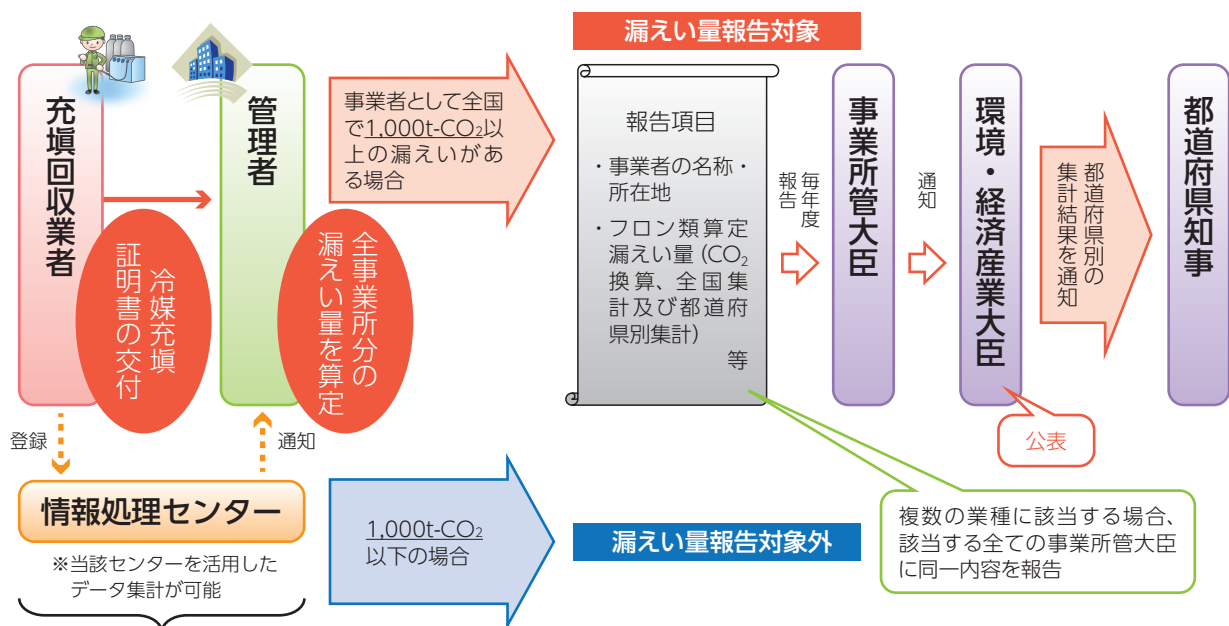 充塡回収業者
冷媒充塡
証明書の交付
管理者
全事業所分の
漏えい量を算定
登録
通知
情報処理センター
※当該センターを活用した
データ集計が可能
事業者として全国
で1,000t-CO₂以
上の漏えいがあ
る場合
漏えい量報告対象
報告項目
・事業者の名称・
所在地
・フロン類算定
漏えい量（CO₂
換算、全国集
計及び都道府
県別集計）
等
毎年度
報告
事業所管大臣
通知
環境・経済産業大臣
公表
都道府県別の
集計結果を通知
都道府県知事
1,000t-CO₂
以下の場合
漏えい量報告対象外
複数の業種に該当する場合、
該当する全ての事業所管大臣
に同一内容を報告